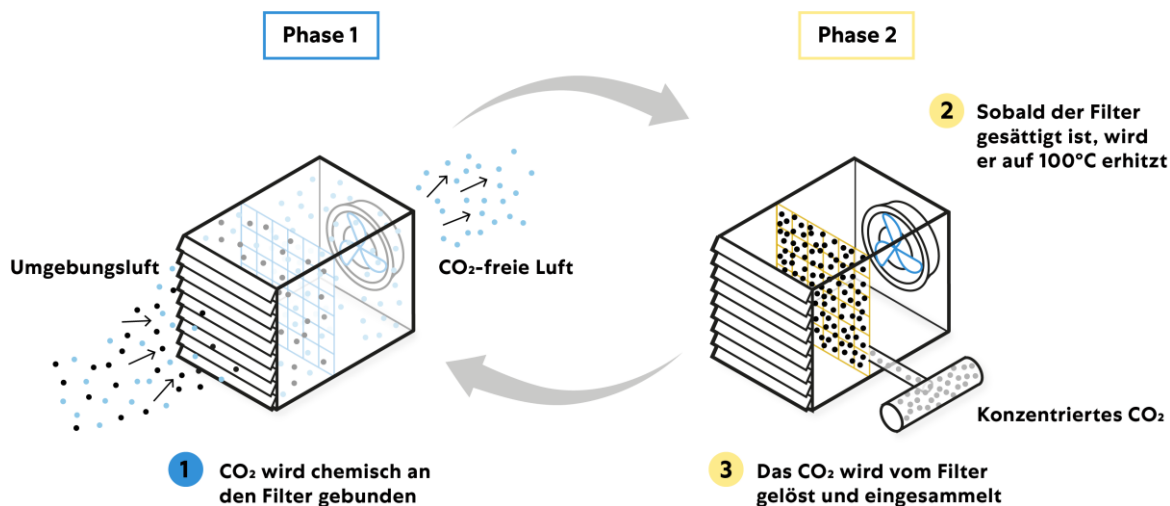 Phase 1
Phase 2
2 Sobald der Filter
gesättigt ist, wird
er auf 100°C erhitzt
Umgebungsluft
CO₂-freie Luft
Konzentriertes CO₂
1 CO₂ wird chemisch an
den Filter gebunden
3 Das CO₂ wird vom Filter
gelöst und eingesammelt